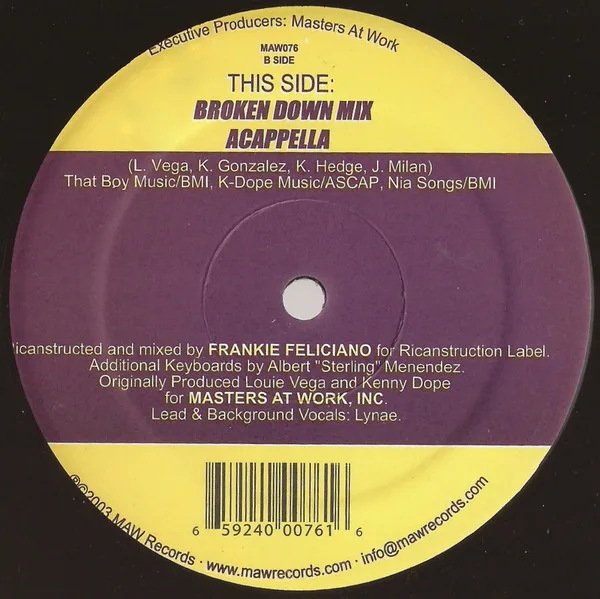 Executive Producers: Masters At Work
MAW076
B SIDE
THIS SIDE:
BROKEN DOWN MIX
ACAPPELLA
(L. Vega, K. Gonzalez, K. Hedge, J. Milan)
That Boy Music/BMI, K-Dope Music/ASCAP, Nia Songs/BMI
Ricanstructed and mixed by FRANKIE FELICIANO for Ricanstruction Label.
Additional Keyboards by Albert "Sterling" Menendez.
Originally Produced Louie Vega and Kenny Dope
for MASTERS AT WORK, INC.
Lead & Background Vocals: Lynae.
6 59240 00761 6
℗©2003 MAW Records · www.mawrecords.com · info@mawrecords.com